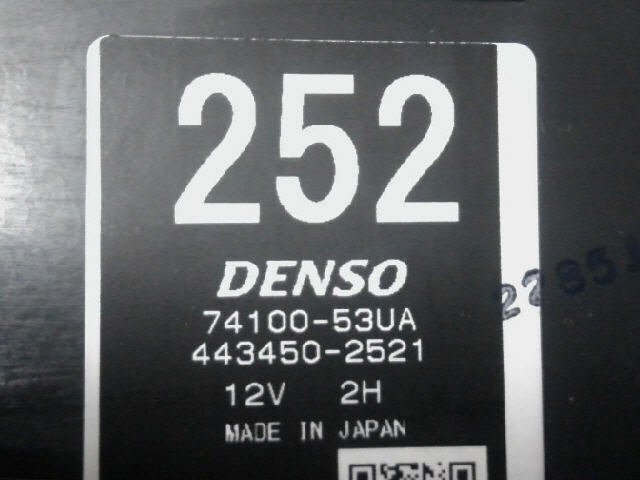 252
DENSO
74100-53UA
443450-2521
12V 2H
MADE IN JAPAN